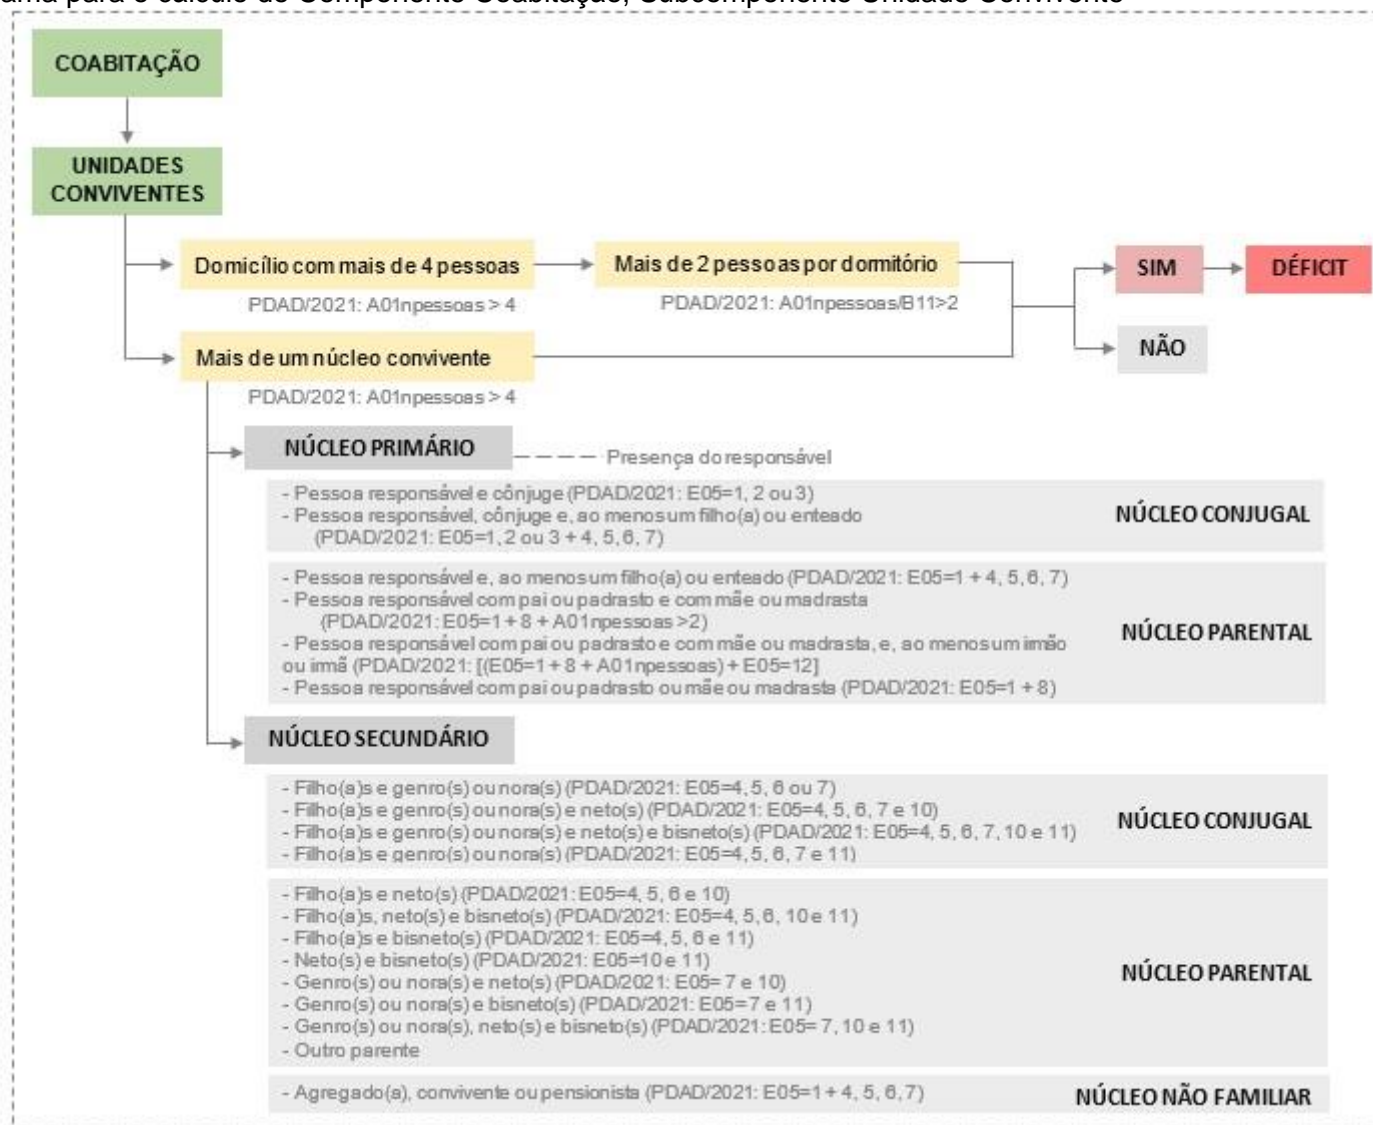 ama para o cálculo do Componente Coabitação, Subcomponente Unidade Convivente
COABITAÇÃO
UNIDADES
CONVIVENTES
Domicílio com mais de 4 pessoas
Mais de 2 pessoas por dormitório
SIM
DÉFICIT
PDAD/2021: A01npessoas > 4
PDAD/2021: A01npessoas/B11>2
NÃO
Mais de um núcleo convivente
PDAD/2021: A01npessoas > 4
NÚCLEO PRIMÁRIO
Presença do responsável
- Pessoa responsável e cônjuge (PDAD/2021: E05=1, 2 ou 3)
- Pessoa responsável, cônjuge e, ao menos um filho(a) ou enteado
(PDAD/2021: E05=1, 2 ou 3 + 4, 5, 6, 7)
NÚCLEO CONJUGAL
- Pessoa responsável e, ao menos um filho(a) ou enteado (PDAD/2021: E05=1 + 4, 5, 6, 7)
- Pessoa responsável com pai ou padrasto e com mãe ou madrasta
(PDAD/2021: E05=1 + 8 + A01npessoas >2)
- Pessoa responsável com pai ou padrasto e com mãe ou madrasta, e, ao menos um irmão
ou irmã (PDAD/2021: [(E05=1 + 8 + A01npessoas) + E05=12]
- Pessoa responsável com pai ou padrasto ou mãe ou madrasta (PDAD/2021: E05=1 + 8)
NÚCLEO PARENTAL
NÚCLEO SECUNDÁRIO
- Filho(a)s e genro(s) ou nora(s) (PDAD/2021: E05=4, 5, 6 ou 7)
- Filho(a)s e genro(s) ou nora(s) e neto(s) (PDAD/2021: E05=4, 5, 6, 7 e 10)
- Filho(a)s e genro(s) ou nora(s) e neto(s) e bisneto(s) (PDAD/2021: E05=4, 5, 6, 7, 10 e 11)
- Filho(a)s e genro(s) ou nora(s) (PDAD/2021: E05=4, 5, 6, 7 e 11)
NÚCLEO CONJUGAL
- Filho(a)s e neto(s) (PDAD/2021: E05=4, 5, 6 e 10)
- Filho(a)s, neto(s) e bisneto(s) (PDAD/2021: E05=4, 5, 6, 10 e 11)
- Filho(a)s e bisneto(s) (PDAD/2021: E05=4, 5, 6 e 11)
- Neto(s) e bisneto(s) (PDAD/2021: E05=10 e 11)
- Genro(s) ou nora(s) e neto(s) (PDAD/2021: E05= 7 e 10)
- Genro(s) ou nora(s) e bisneto(s) (PDAD/2021: E05=7 e 11)
- Genro(s) ou nora(s), neto(s) e bisneto(s) (PDAD/2021: E05= 7, 10 e 11)
- Outro parente
NÚCLEO PARENTAL
- Agregado(a), convivente ou pensionista (PDAD/2021: E05=1 + 4, 5, 6, 7)
NÚCLEO NÃO FAMILIAR